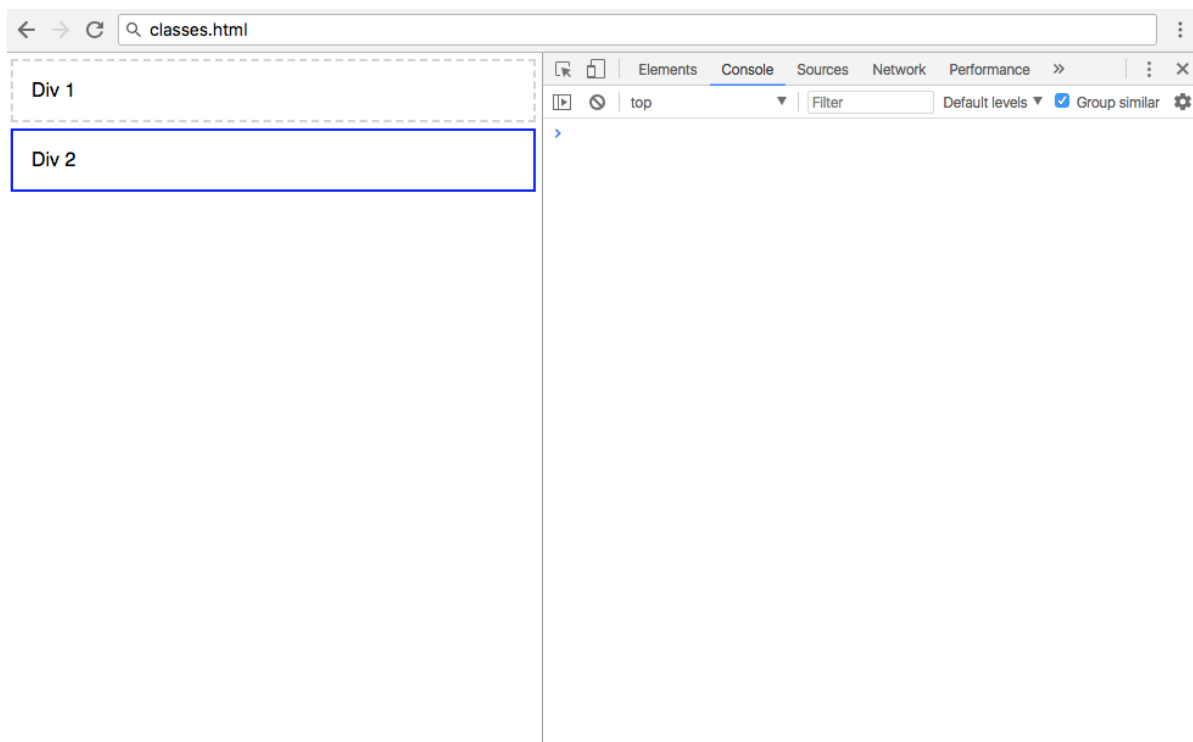 classes.html
Div 1
Div 2
Elements Console Sources Network Performance »
top Filter Default levels ▼ Group similar
>